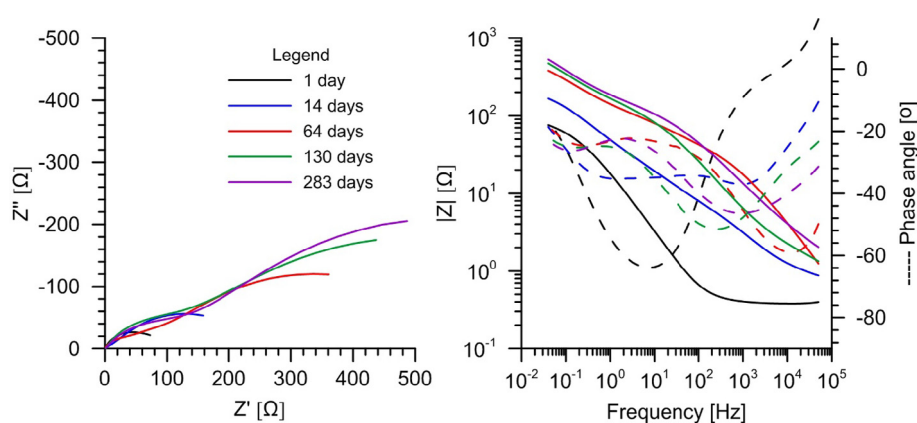 -500
-400
-300
-200
-100
0
Z" [Ω]
0 100 200 300 400 500
Z' [Ω]
Legend
1 day
14 days
64 days
130 days
283 days
10³
10²
10¹
10⁰
10⁻¹
|Z| [Ω]
10⁻² 10⁻¹ 10⁰ 10¹ 10² 10³ 10⁴ 10⁵
Frequency [Hz]
0
-20
-40
-60
-80
----- Phase angle [º]